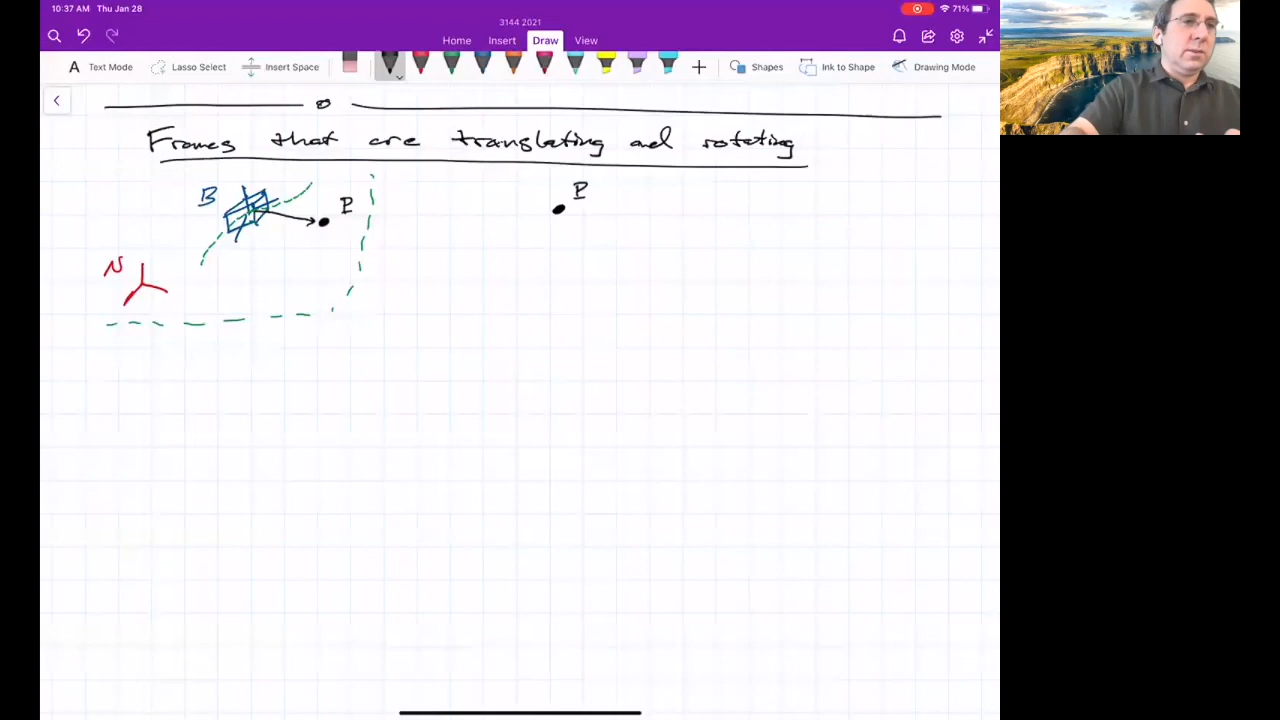 10:37 AM Thu Jan 28
71%
3144 2021
Home Insert Draw View
Text Mode Lasso Select Insert Space Shapes Ink to Shape Drawing Mode
Frames that are translating and rotating
B P P
N